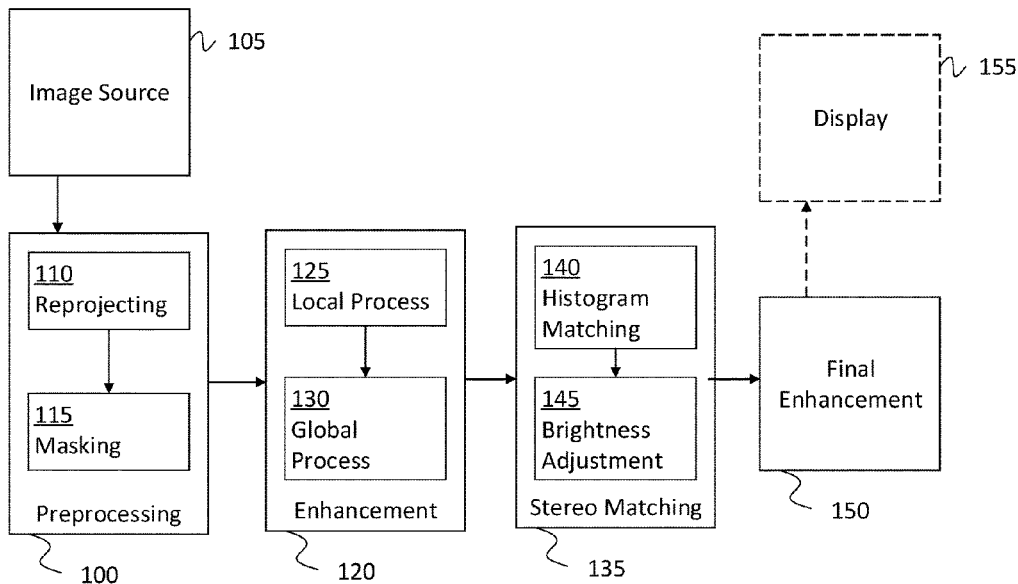 Image Source
105
110
Reprojecting
115
Masking
Preprocessing
100
125
Local Process
130
Global
Process
Enhancement
120
140
Histogram
Matching
145
Brightness
Adjustment
Stereo Matching
135
Final
Enhancement
150
Display
155